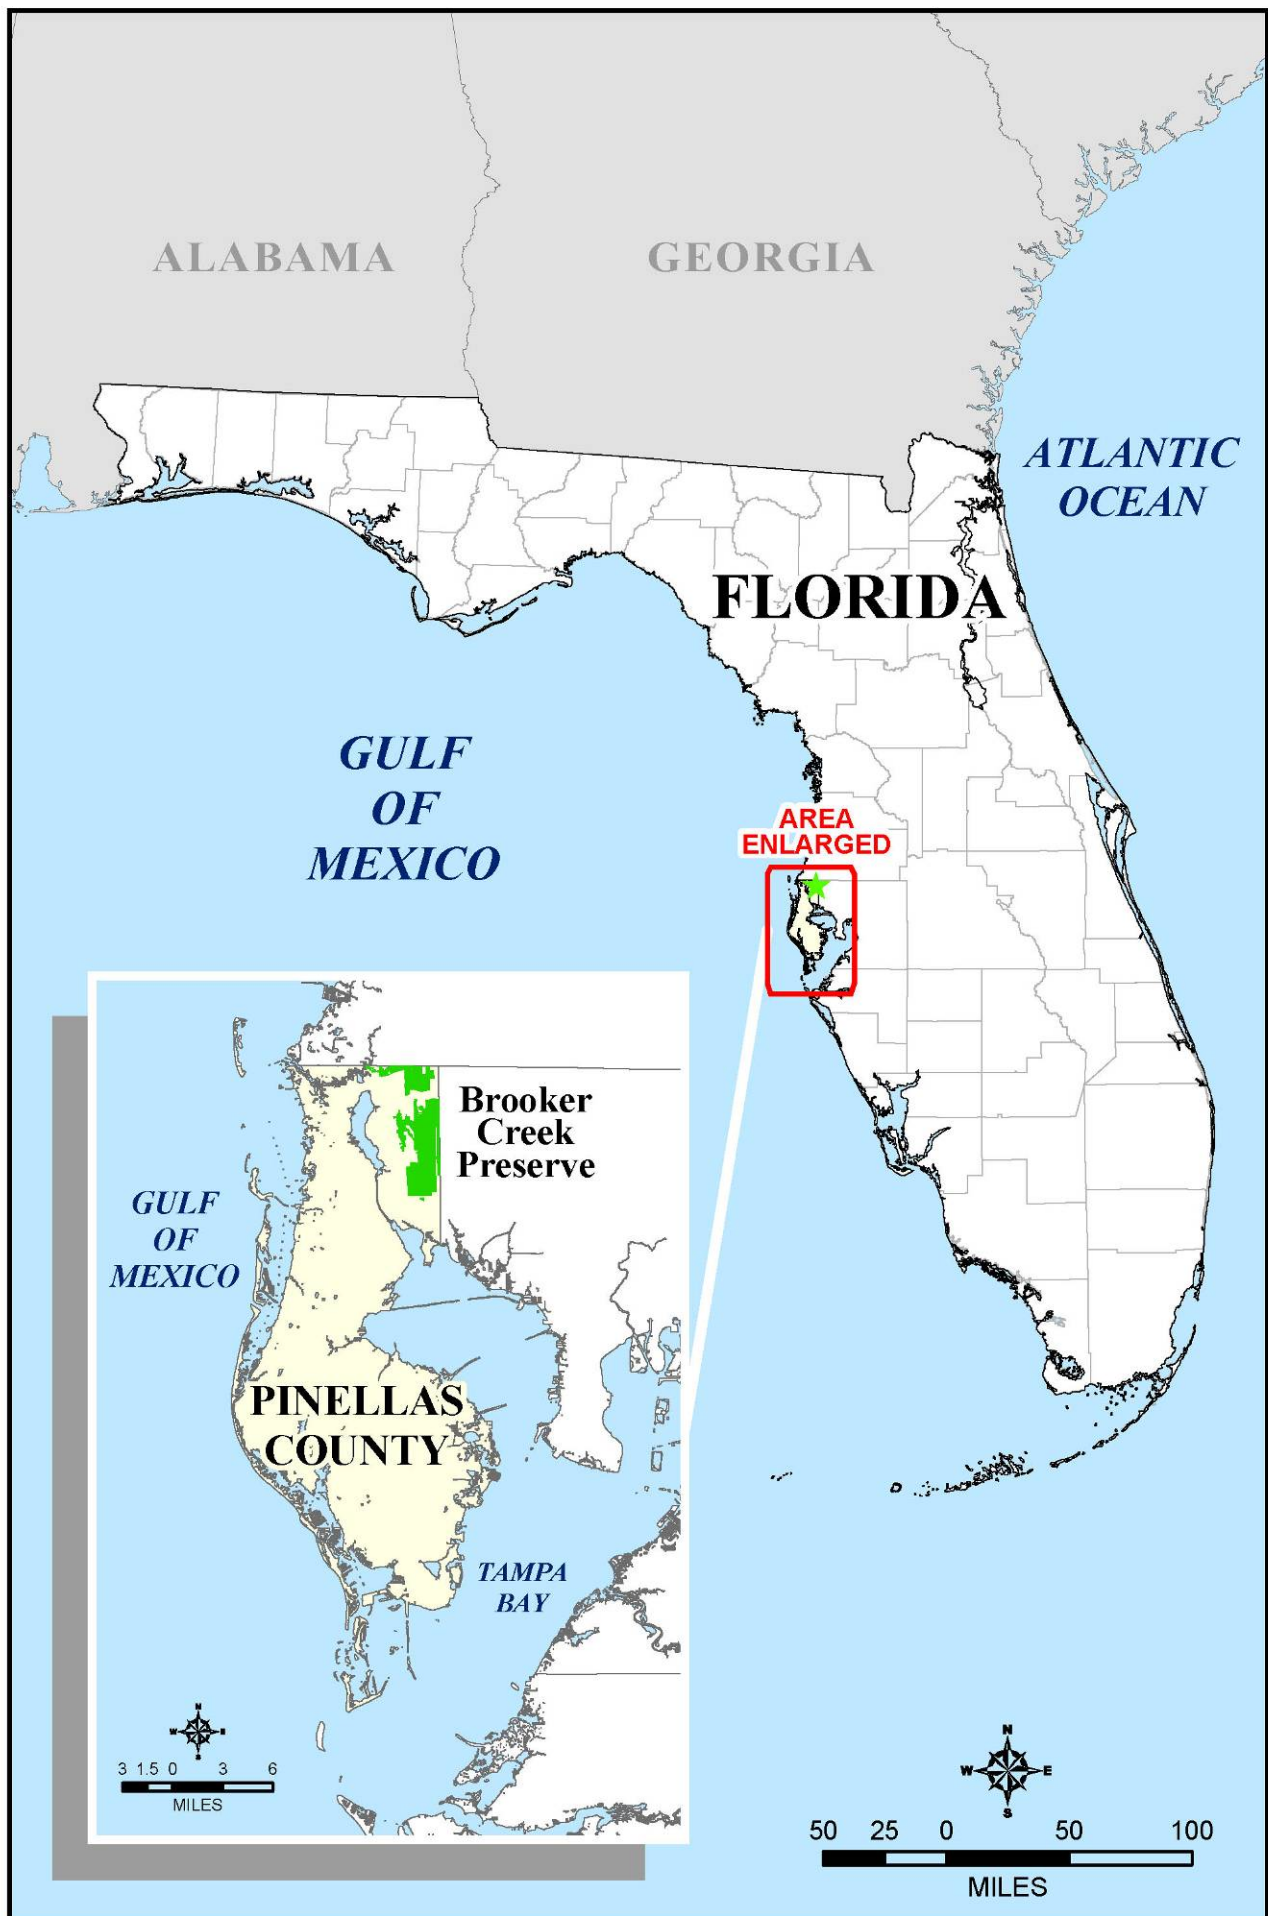 ALABAMA
GEORGIA
ATLANTIC
OCEAN
FLORIDA
GULF
OF
MEXICO
AREA
ENLARGED
Brooker
Creek
Preserve
GULF
OF
MEXICO
PINELLAS
COUNTY
TAMPA
BAY
N
W E
S
3 1.5 0 3 6
MILES
N
W E
S
50 25 0 50 100
MILES